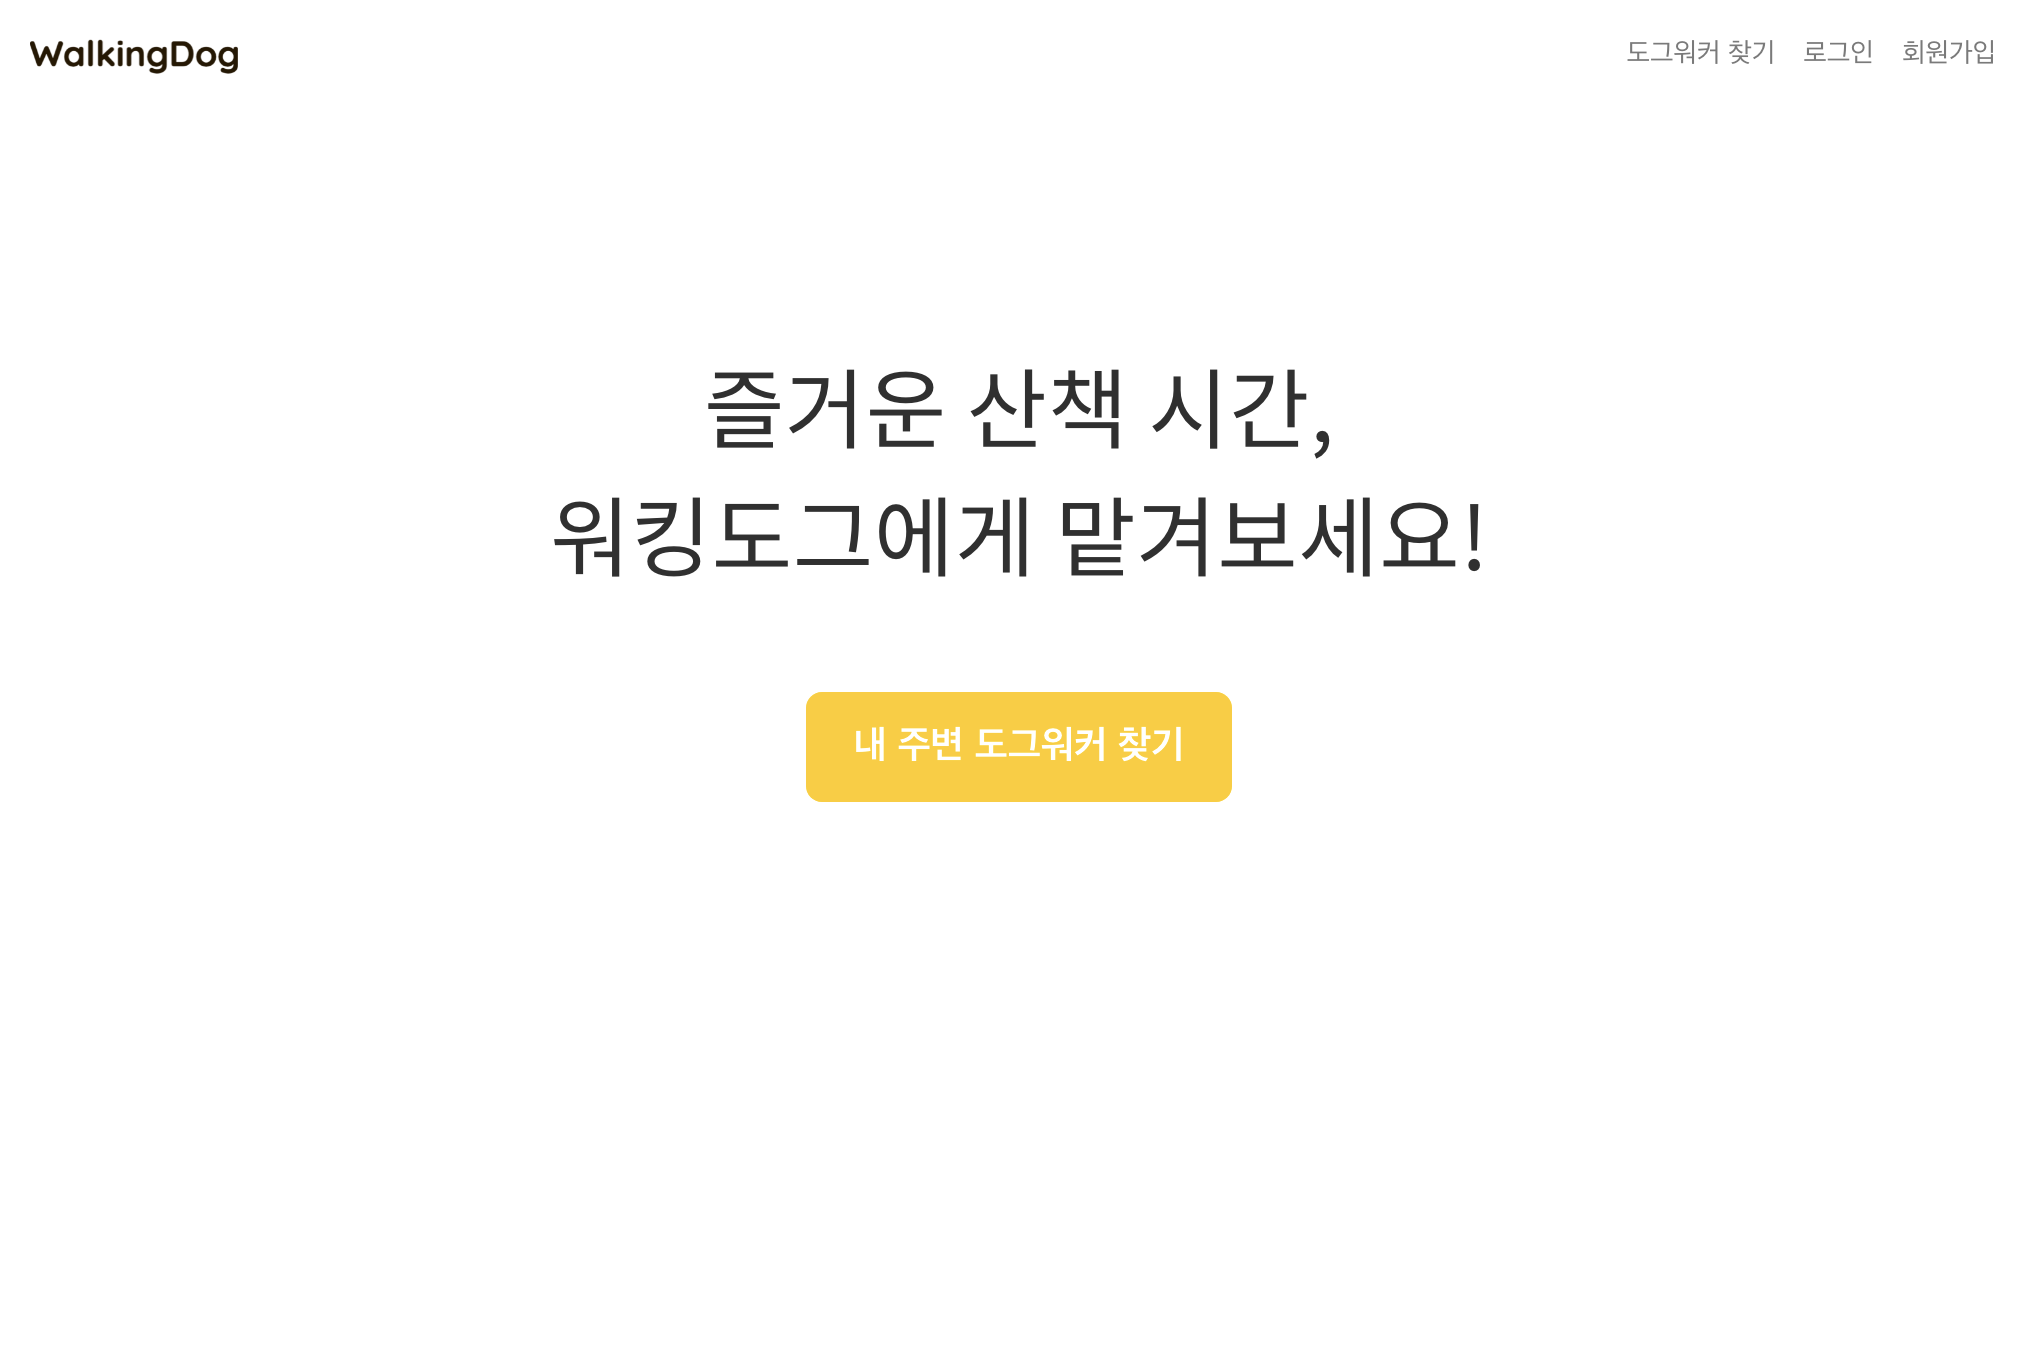 WalkingDog
도그워커 찾기 로그인 회원가입
즐거운 산책 시간,
워킹도그에게 맡겨보세요!
내 주변 도그워커 찾기